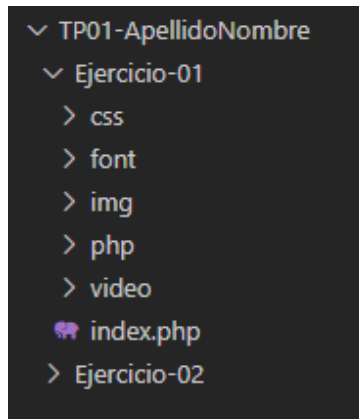 TP01-ApellidoNombre
Ejercicio-01
css
font
img
php
video
index.php
Ejercicio-02